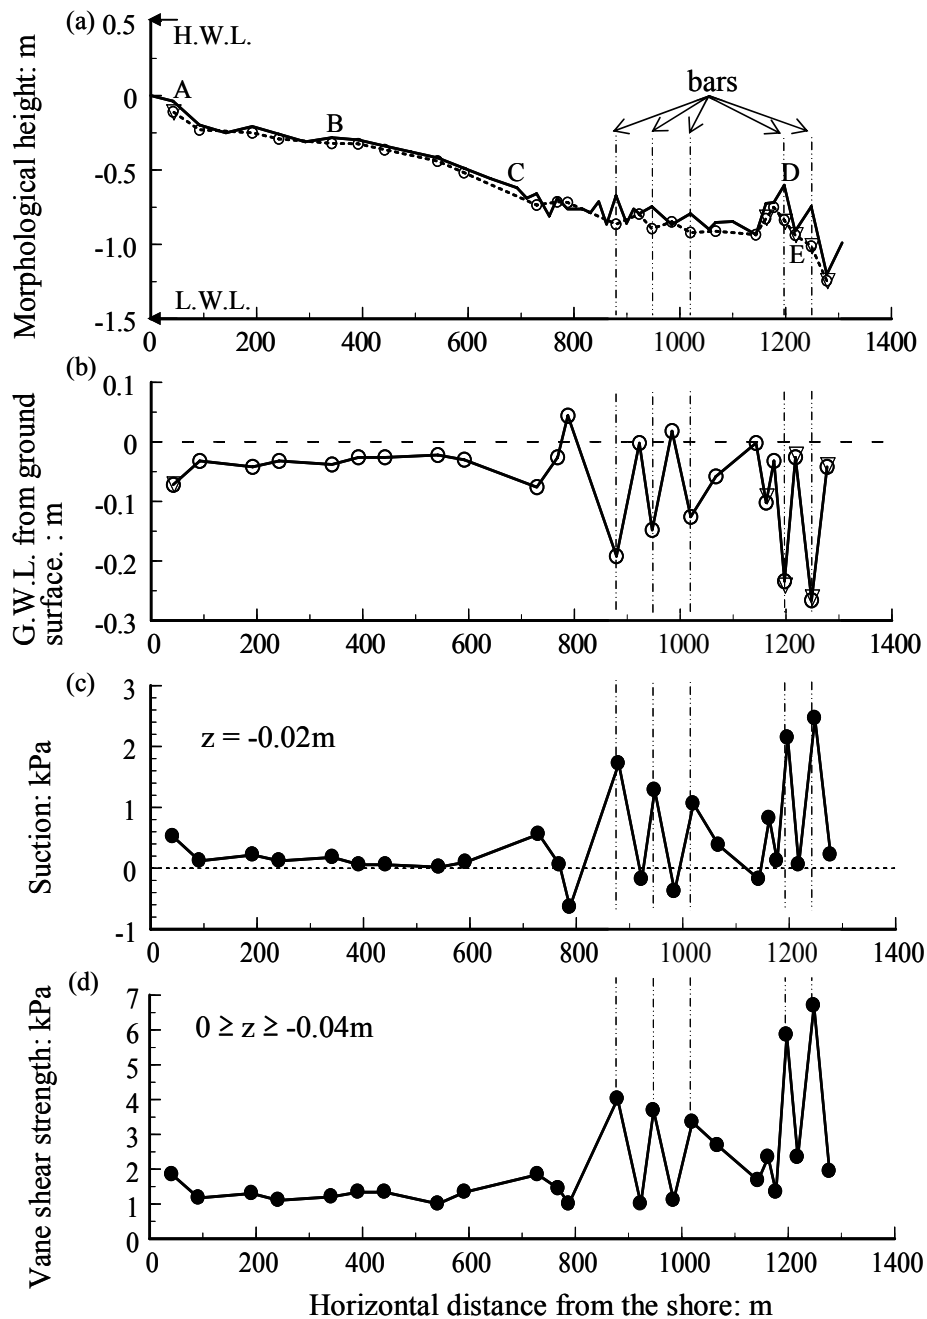 (a)
0.5
H.W.L.
bars
A
0
B
C
D
-0.5
-1.0
E
L.W.L.
-1.5
Morphological height: m
0 200 400 600 800 1000 1200 1400
(b)
0.1
0
-0.1
-0.2
-0.3
G.W.L. from ground
surface. : m
0 200 400 600 800 1000 1200 1400
(c)
3
z = -0.02m
2
1
0
-1
Suction: kPa
0 200 400 600 800 1000 1200 1400
(d)
7
0 ≥ z ≥ -0.04m
6
5
4
3
2
1
0
Vane shear strength: kPa
0 200 400 600 800 1000 1200 1400
Horizontal distance from the shore: m